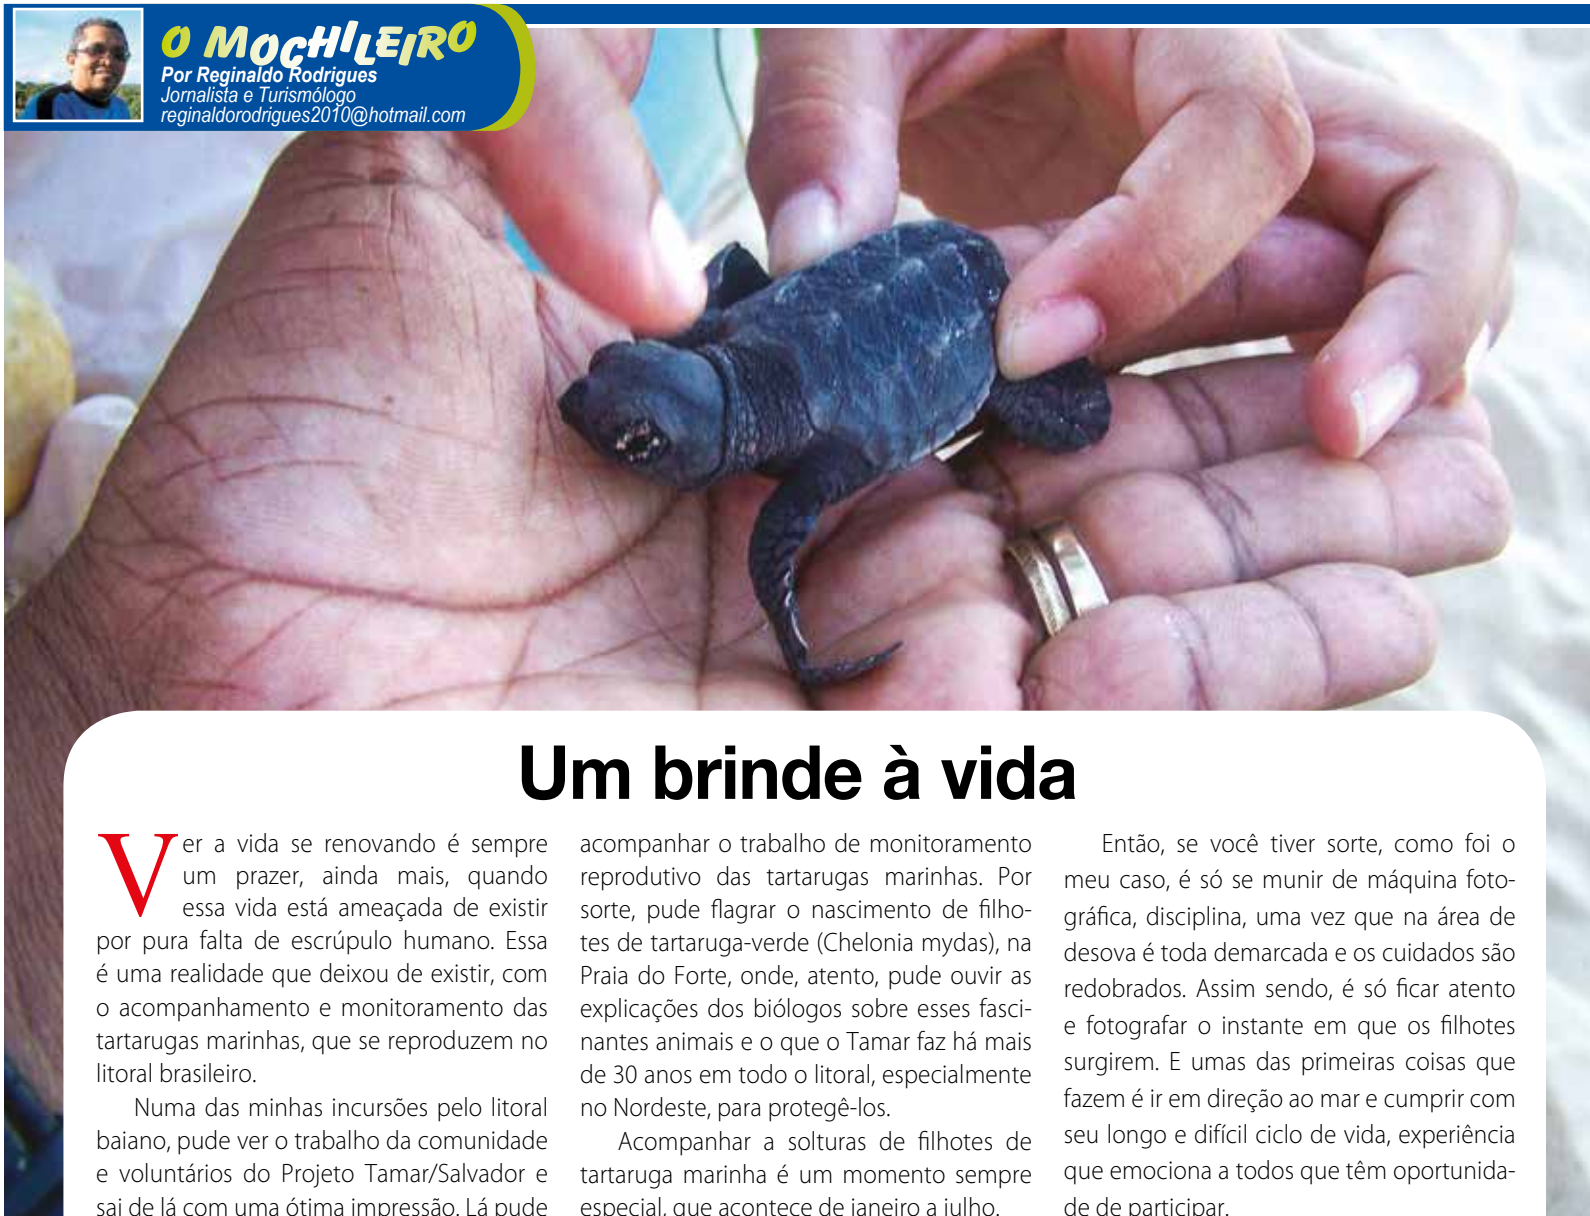 O MOCHILEIRO
Por Reginaldo Rodrigues
Jornalista e Turismólogo
reginaldorodrigues2010@hotmail.com
Um brinde à vida
Ver a vida se renovando é sempre
um prazer, ainda mais, quando
essa vida está ameaçada de existir
por pura falta de escrúpulo humano. Essa
é uma realidade que deixou de existir, com
o acompanhamento e monitoramento das
tartarugas marinhas, que se reproduzem no
litoral brasileiro.
Numa das minhas incursões pelo litoral
baiano, pude ver o trabalho da comunidade
e voluntários do Projeto Tamar/Salvador e
sai de lá com uma ótima impressão. Lá pude
acompanhar o trabalho de monitoramento
reprodutivo das tartarugas marinhas. Por
sorte, pude flagrar o nascimento de filho-
tes de tartaruga-verde (Chelonia mydas), na
Praia do Forte, onde, atento, pude ouvir as
explicações dos biólogos sobre esses fasci-
nantes animais e o que o Tamar faz há mais
de 30 anos em todo o litoral, especialmente
no Nordeste, para protegê-los.
Acompanhar a solturas de filhotes de
tartaruga marinha é um momento sempre
especial, que acontece de janeiro a julho.
Então, se você tiver sorte, como foi o
meu caso, é só se munir de máquina foto-
gráfica, disciplina, uma vez que na área de
desova é toda demarcada e os cuidados são
redobrados. Assim sendo, é só ficar atento
e fotografar o instante em que os filhotes
surgirem. E umas das primeiras coisas que
fazem é ir em direção ao mar e cumprir com
seu longo e difícil ciclo de vida, experiência
que emociona a todos que têm oportunida-
de de participar.